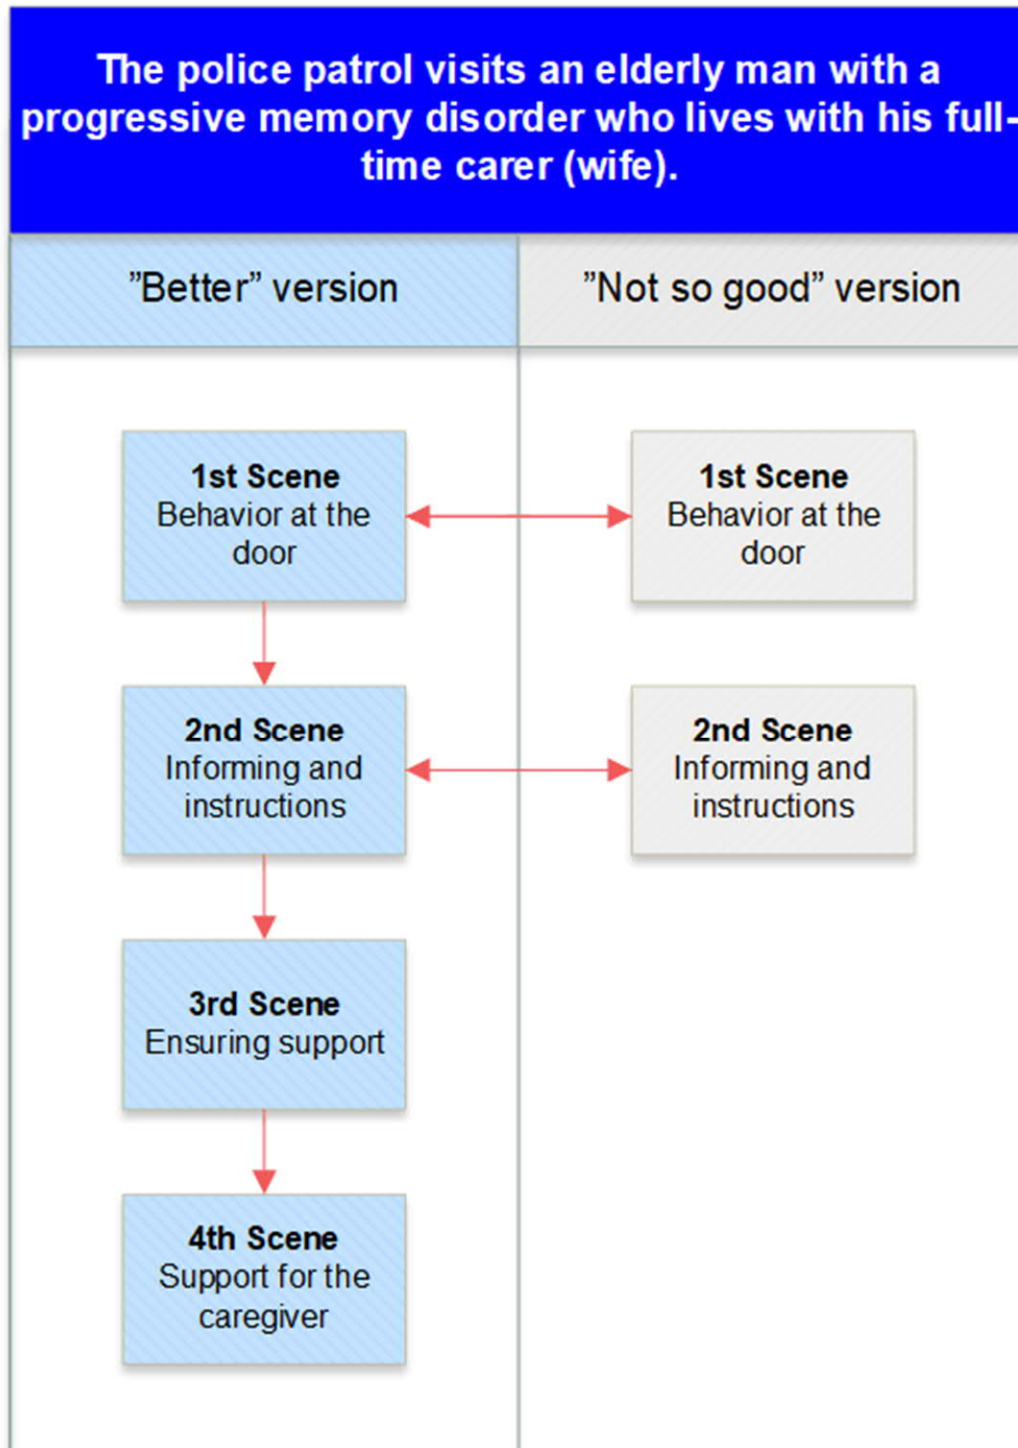 The police patrol visits an elderly man with a
progressive memory disorder who lives with his full-
time carer (wife).
”Better” version
”Not so good” version
1st Scene
Behavior at the
door
1st Scene
Behavior at the
door
2nd Scene
Informing and
instructions
2nd Scene
Informing and
instructions
3rd Scene
Ensuring support
4th Scene
Support for the
caregiver